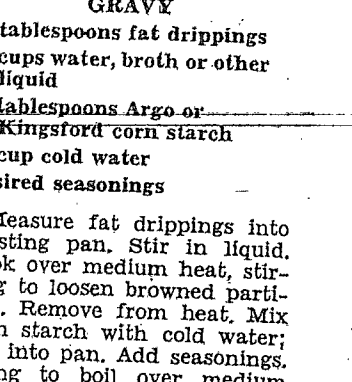 GRAVY
tablespoons fat drippings
cups water, broth or other
liquid
tablespoons Argo or
Kingsford corn starch
cup cold water
sired seasonings
easure fat drippings into
sting pan. Stir in liquid.
k over medium heat, stir-
g to loosen browned parti-
. Remove from heat. Mix
n starch with cold water;
into pan. Add seasonings.
ng to boil over medium